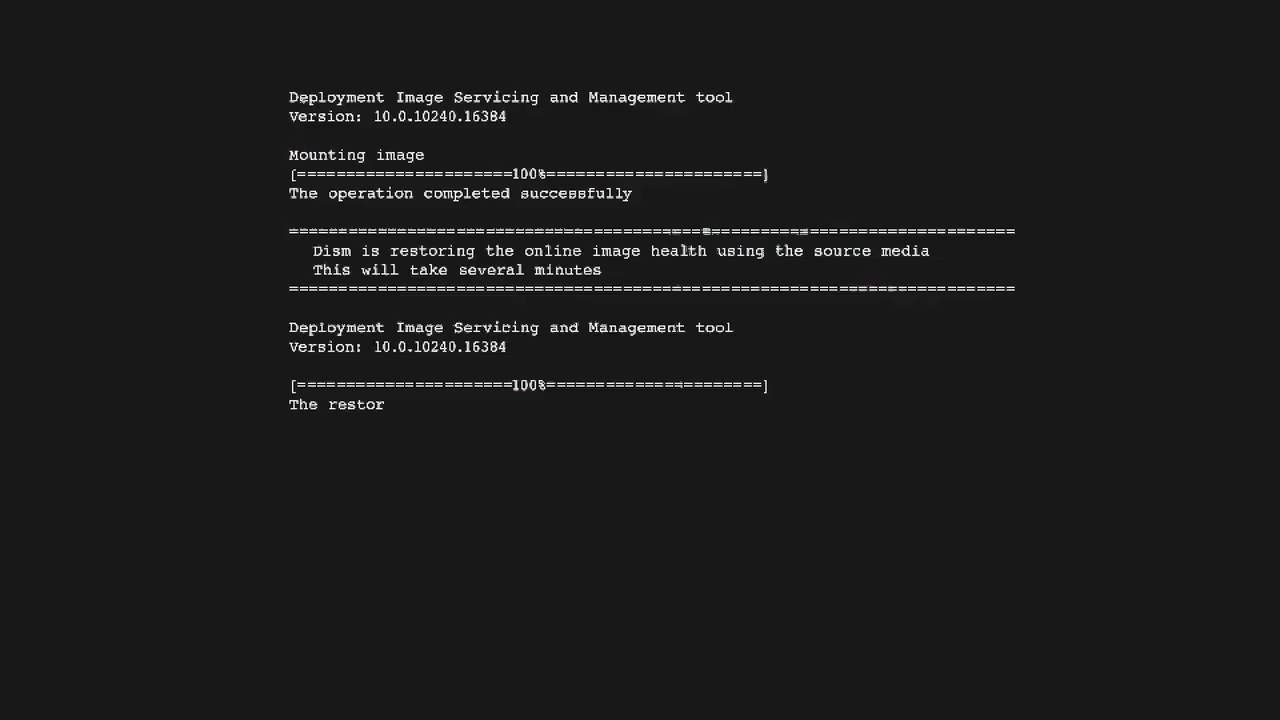 Deployment Image Servicing and Management tool
Version: 10.0.10240.16384
Mounting image
[======================100%======================]
The operation completed successfully
===========================================================================
Dism is restoring the online image health using the source media
This will take several minutes
===========================================================================
Deployment Image Servicing and Management tool
Version: 10.0.10240.16384
[======================100%======================]
The restor